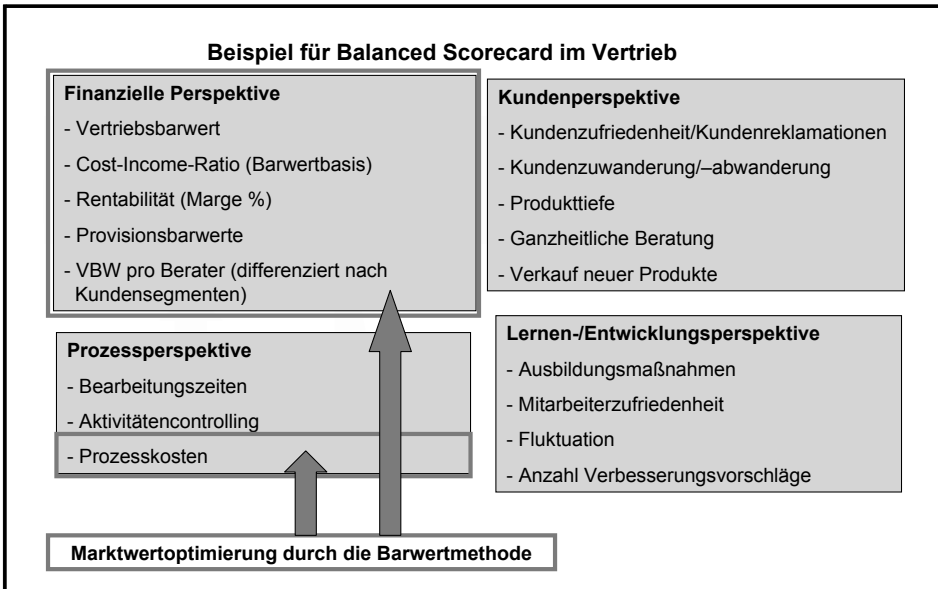 Beispiel für Balanced Scorecard im Vertrieb
Finanzielle Perspektive
- Vertriebsbarwert
- Cost-Income-Ratio (Barwertbasis)
- Rentabilität (Marge %)
- Provisionsbarwerte
- VBW pro Berater (differenziert nach
Kundensegmenten)
Kundenperspektive
- Kundenzufriedenheit/Kundenreklamationen
- Kundenzuwanderung/–abwanderung
- Produkttiefe
- Ganzheitliche Beratung
- Verkauf neuer Produkte
Prozessperspektive
- Bearbeitungszeiten
- Aktivitätencontrolling
- Prozesskosten
Lernen-/Entwicklungsperspektive
- Ausbildungsmaßnahmen
- Mitarbeiterzufriedenheit
- Fluktuation
- Anzahl Verbesserungsvorschläge
Marktwertoptimierung durch die Barwertmethode